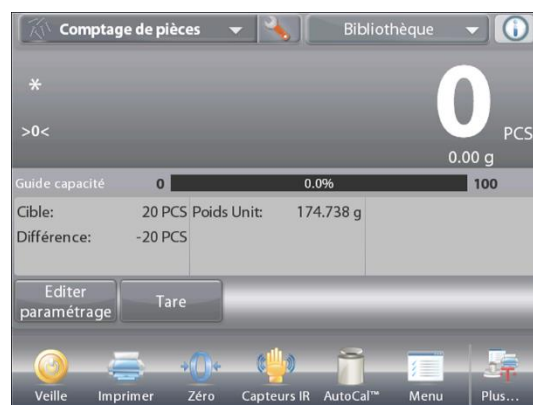 Comptage de pièces
Bibliothèque
*
0
>0<
PCS
0.00 g
Guide capacité 0 0.0% 100
Cible: 20 PCS Poids Unit: 174.738 g
Différence: -20 PCS
Editer
paramétrage
Tare
Veille Imprimer Zéro Capteurs IR AutoCal™ Menu Plus...